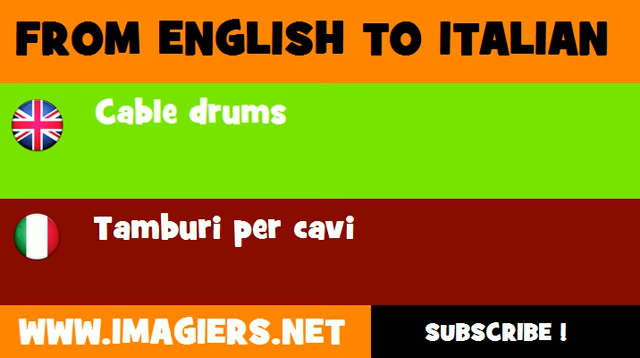 FROM ENGLISH TO ITALIAN
Cable drums
Tamburi per cavi
WWW.IMAGIERS.NET
SUBSCRIBE !